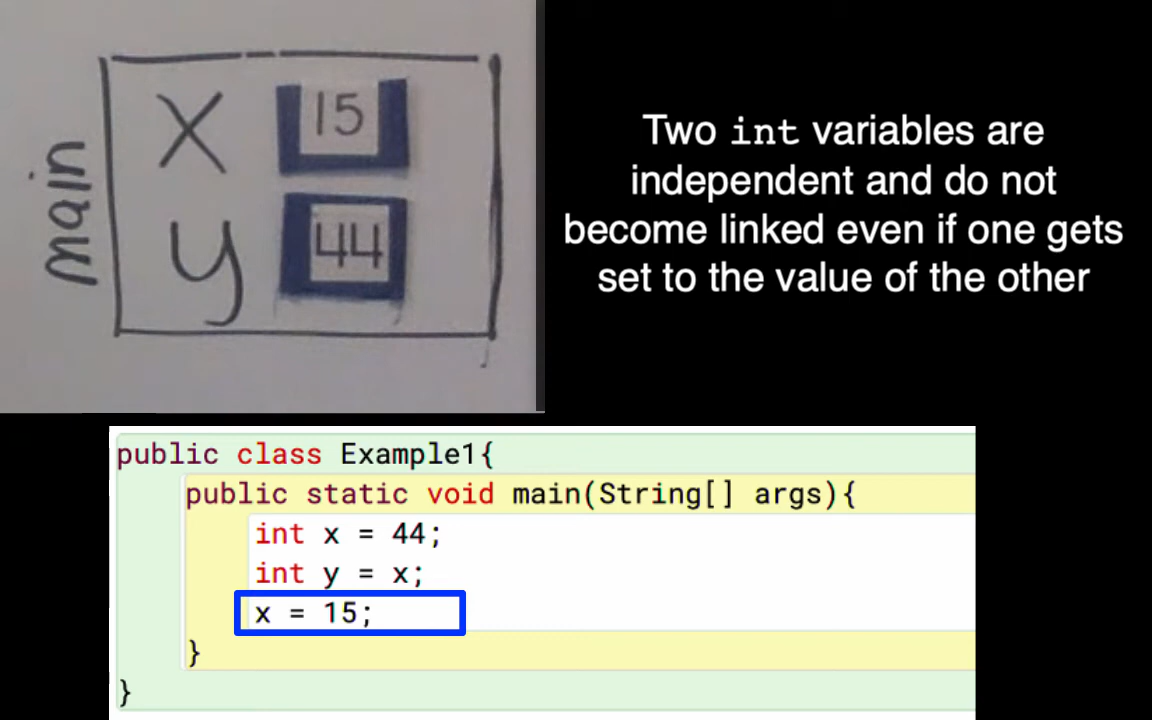 main
x 15
y 44
Two int variables are
independent and do not
become linked even if one gets
set to the value of the other
public class Example1{
public static void main(String[] args){
int x = 44;
int y = x;
x = 15;
}
}